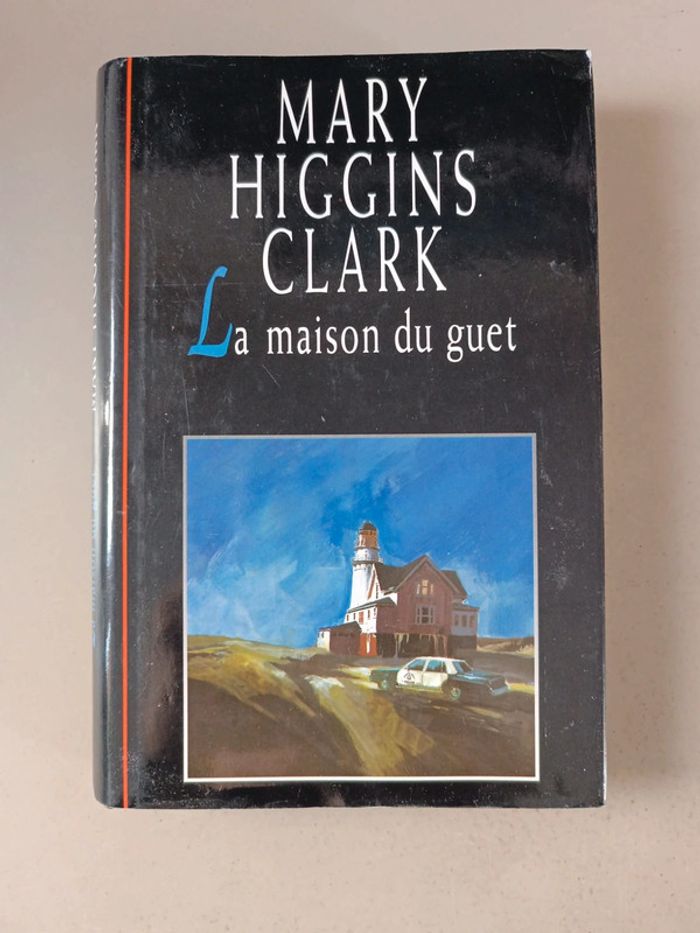 MARY
HIGGINS
CLARK
La maison du guet